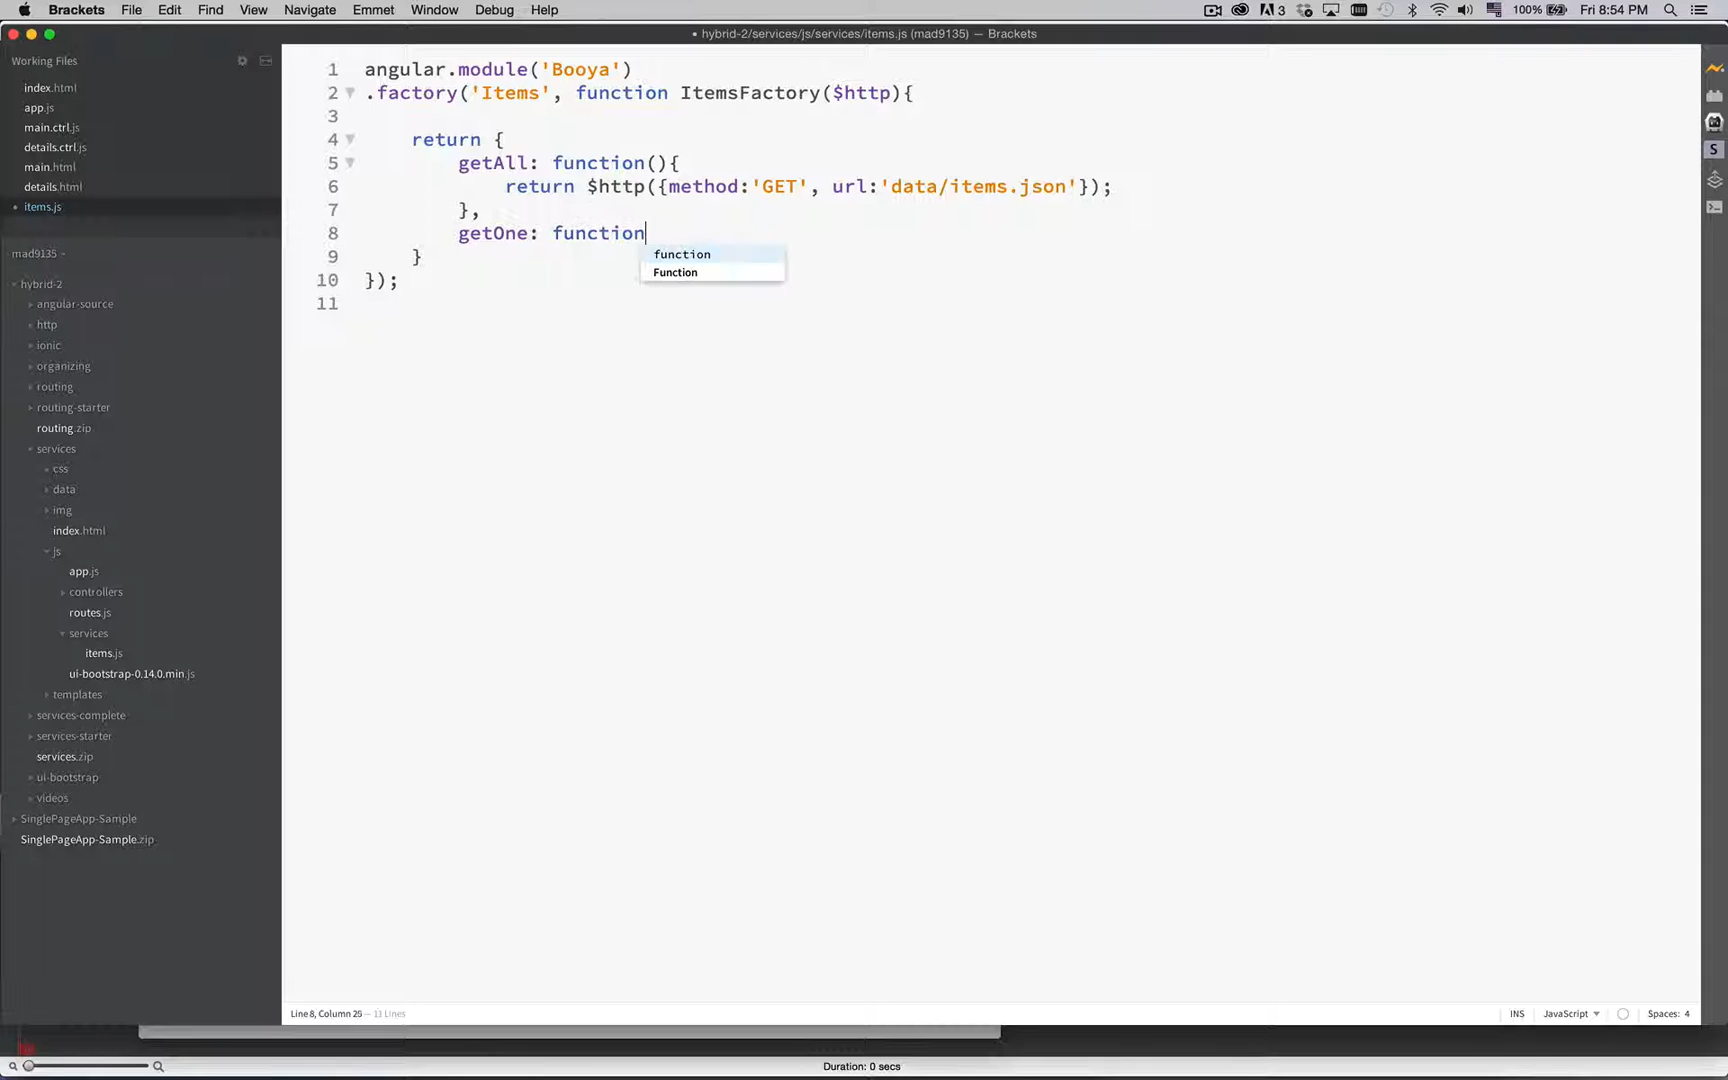 Brackets File Edit Find View Navigate Emmet Window Debug Help 3 100% Fri 8:54 PM
• hybrid-2/services/js/services/items.js (mad9135) — Brackets
Working Files
index.html
app.js
main.ctrl.js
details.ctrl.js
main.html
details.html
items.js
mad9135
hybrid-2
angular-source
http
ionic
organizing
routing
routing-starter
routing.zip
services
css
data
img
index.html
js
app.js
controllers
routes.js
services
items.js
ui-bootstrap-0.14.0.min.js
templates
services-complete
services-starter
services.zip
ui-bootstrap
videos
SinglePageApp-Sample
SinglePageApp-Sample.zip
1 angular.module('Booya')
2 .factory('Items', function ItemsFactory($http){
3
4 return {
5 getAll: function(){
6 return $http({method:'GET', url:'data/items.json'});
7 },
8 getOne: function
function
Function
9 }
10 });
11
S
Line 8, Column 25 — 11 Lines
INS JavaScript Spaces: 4
Duration: 0 secs